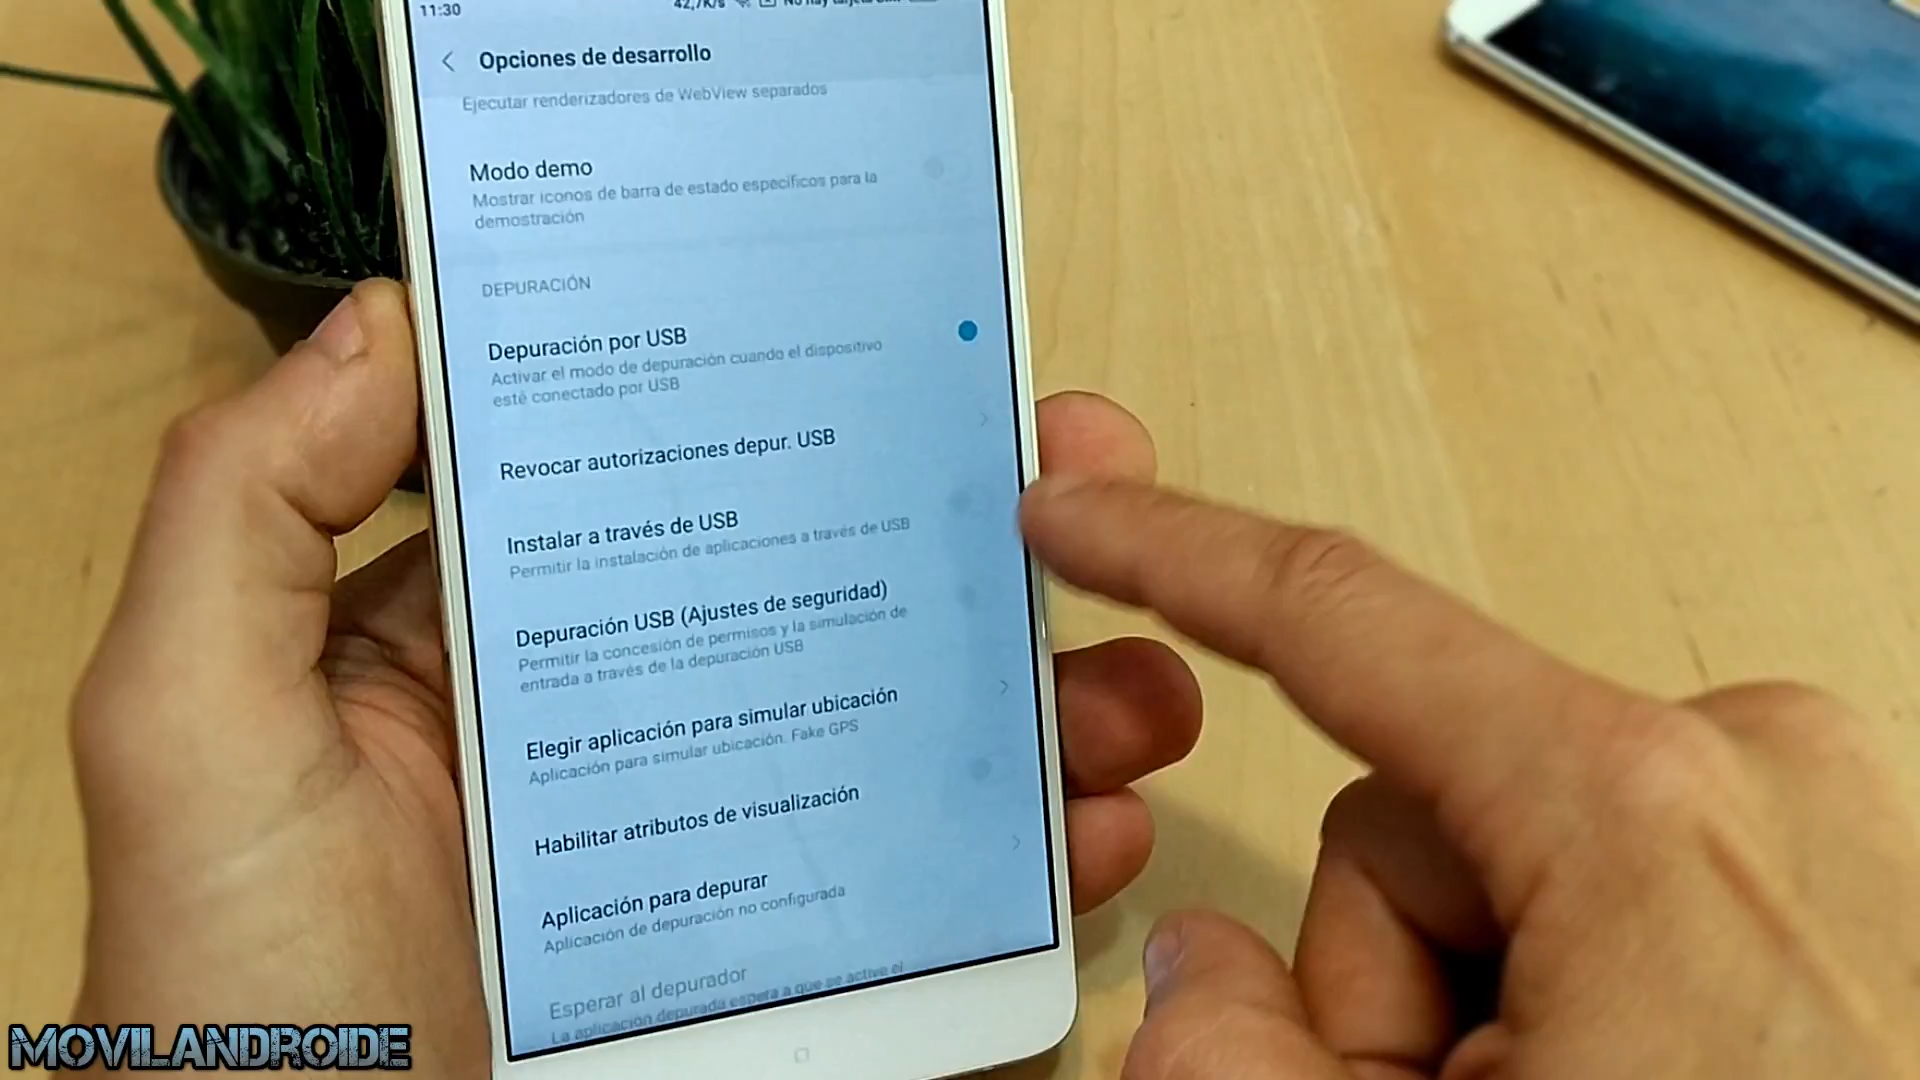 11:30
42,7K/s No hay tarjeta SIM
Opciones de desarrollo
Ejecutar renderizadores de WebView separados
Modo demo
Mostrar iconos de barra de estado específicos para la
demostración
DEPURACIÓN
Depuración por USB
Activar el modo de depuración cuando el dispositivo
esté conectado por USB
Revocar autorizaciones depur. USB
Instalar a través de USB
Permitir la instalación de aplicaciones a través de USB
Depuración USB (Ajustes de seguridad)
Permitir la concesión de permisos y la simulación de
entrada a través de la depuración USB
Elegir aplicación para simular ubicación
Aplicación para simular ubicación. Fake GPS
Habilitar atributos de visualización
Aplicación para depurar
Aplicación de depuración no configurada
Esperar al depurador
La aplicación depurada espera a que se active el
MOVILANDROIDE